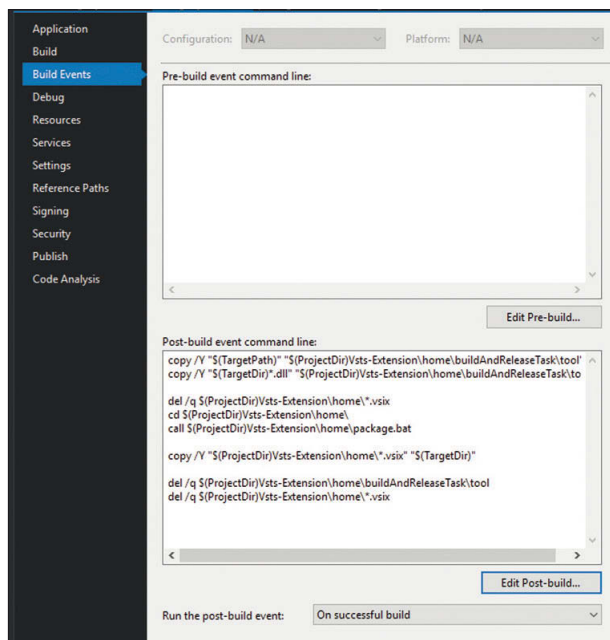 Application
Build
Build Events
Debug
Resources
Services
Settings
Reference Paths
Signing
Security
Publish
Code Analysis
Configuration: N/A Platform: N/A
Pre-build event command line:
Edit Pre-build...
Post-build event command line:
copy /Y "$(TargetPath)" "$(ProjectDir)Vsts-Extension\home\buildAndReleaseTask\tool"
copy /Y "$(TargetDir)*.dll" "$(ProjectDir)Vsts-Extension\home\buildAndReleaseTask\to
del /q $(ProjectDir)Vsts-Extension\home\*.vsix
cd $(ProjectDir)Vsts-Extension\home\
call $(ProjectDir)Vsts-Extension\home\package.bat
copy /Y "$(ProjectDir)Vsts-Extension\home\*.vsix" "$(TargetDir)"
del /q $(ProjectDir)Vsts-Extension\home\buildAndReleaseTask\tool
del /q $(ProjectDir)Vsts-Extension\home\*.vsix
Edit Post-build...
Run the post-build event: On successful build